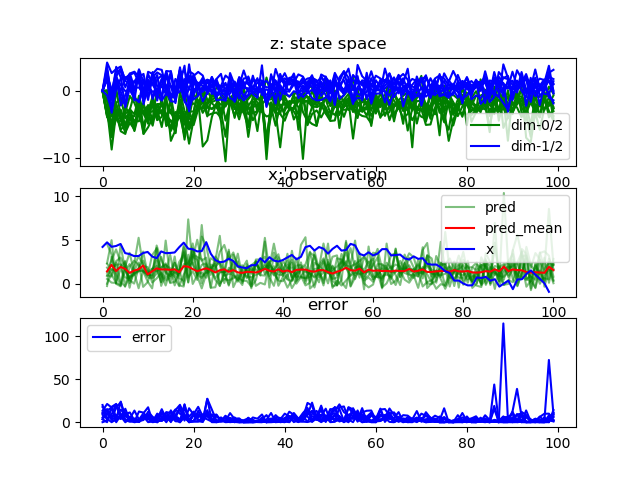 z: state space
0
−10
dim-0/2
dim-1/2
0 20 40 60 80 100
x: observation
10
5
0
pred
pred_mean
x
0 20 40 60 80 100
error
100
50
0
error
0 20 40 60 80 100